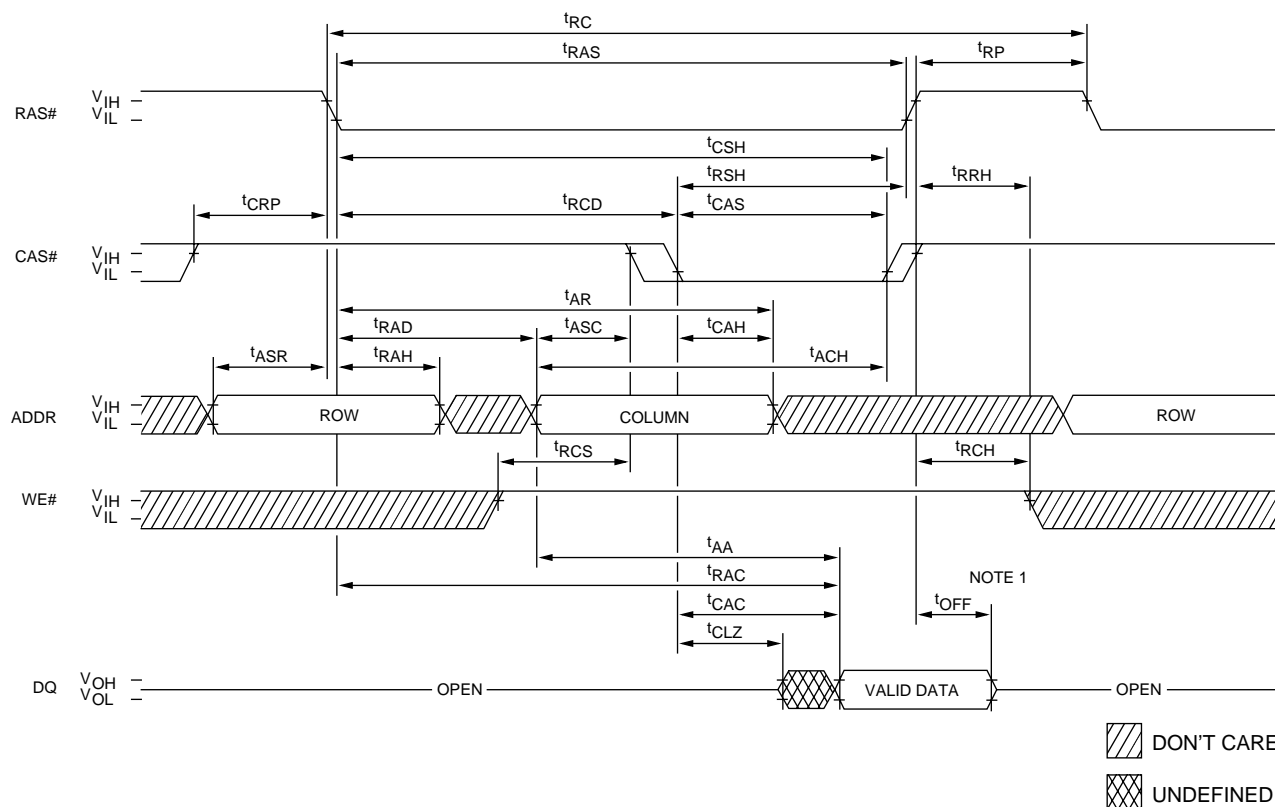 tRC
tRAS
tRP
RAS#
VIH
VIL
tCSH
tRSH
tRRH
tCRP
tRCD
tCAS
CAS#
VIH
VIL
tAR
tRAD
tASC
tCAH
tASR
tRAH
tACH
ADDR
VIH
VIL
ROW
COLUMN
ROW
tRCS
tRCH
WE#
VIH
VIL
tAA
tRAC
NOTE 1
tCAC
tOFF
tCLZ
DQ
VOH
VOL
OPEN
VALID DATA
OPEN
DON'T CARE
UNDEFINED